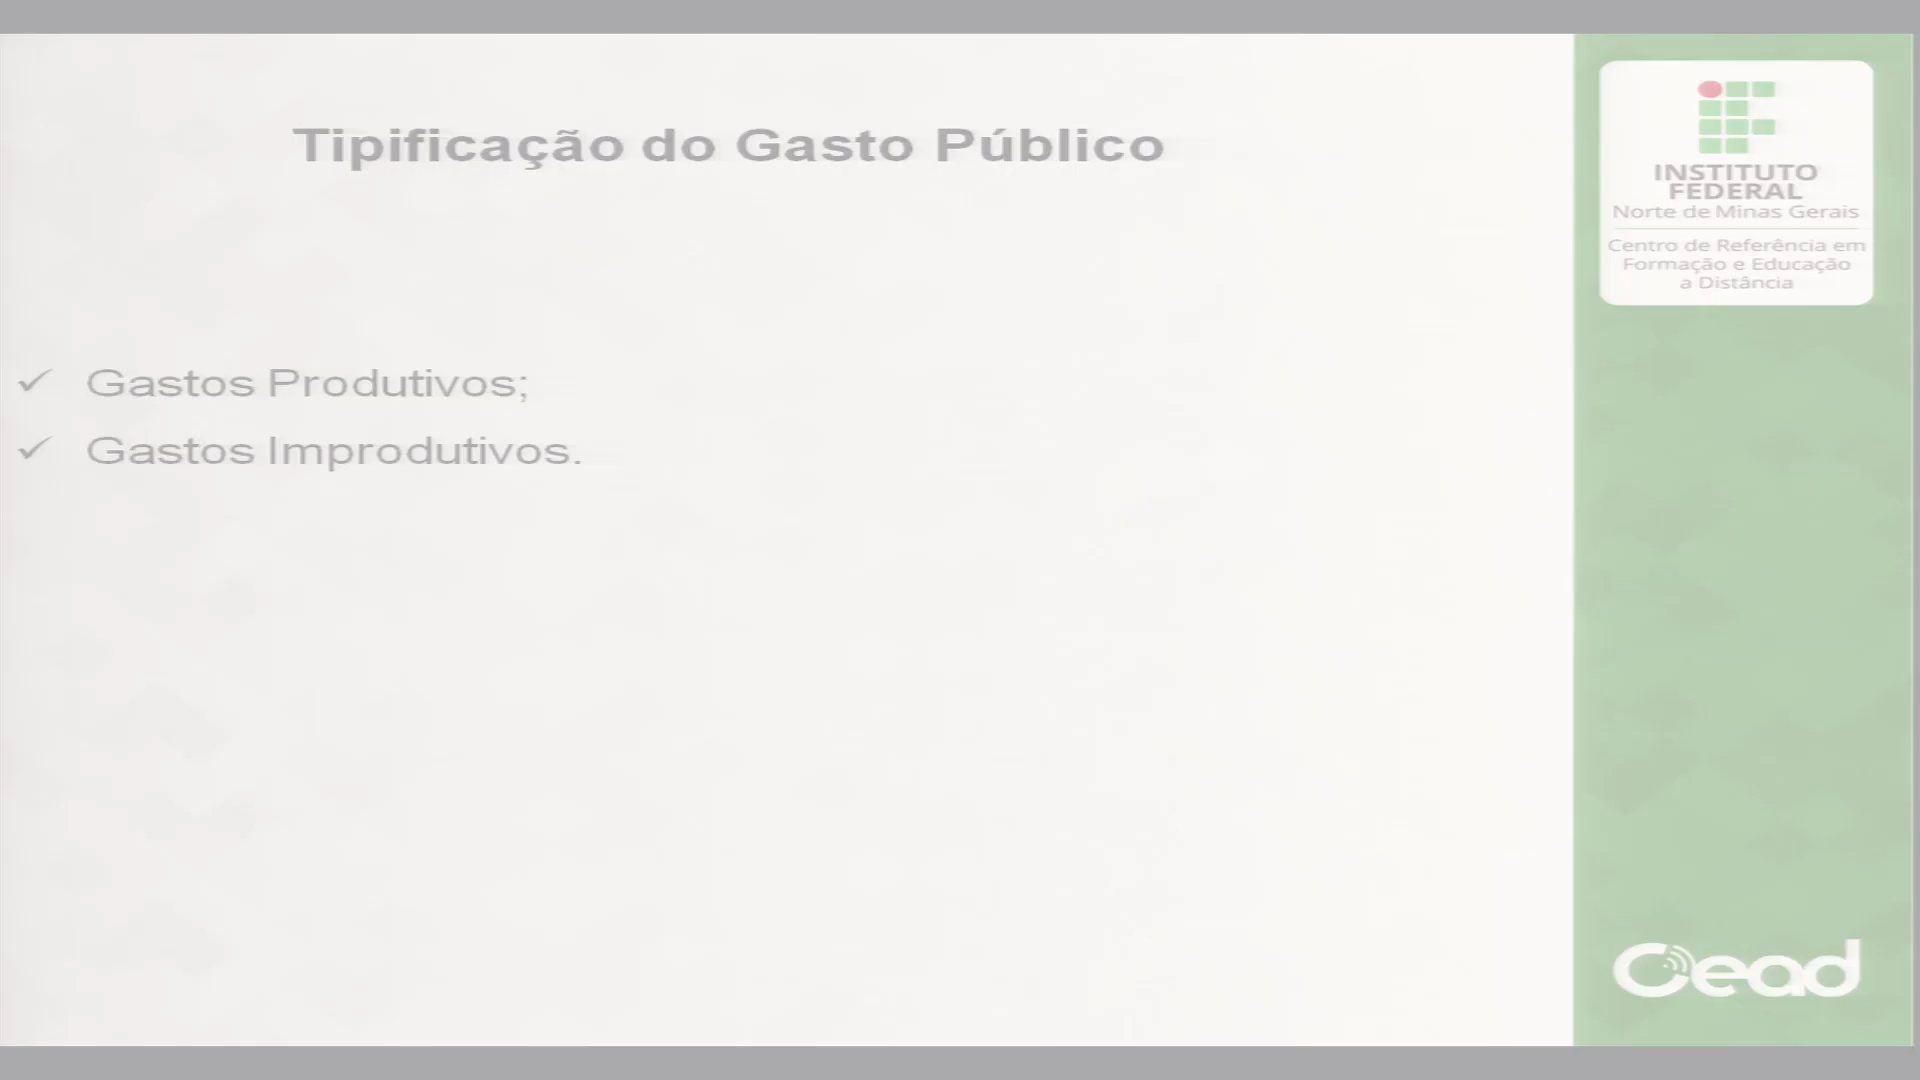 Tipificação do Gasto Público
✓ Gastos Produtivos;
✓ Gastos Improdutivos.
INSTITUTO
FEDERAL
Norte de Minas Gerais
Centro de Referência em
Formação e Educação
a Distância
Cead